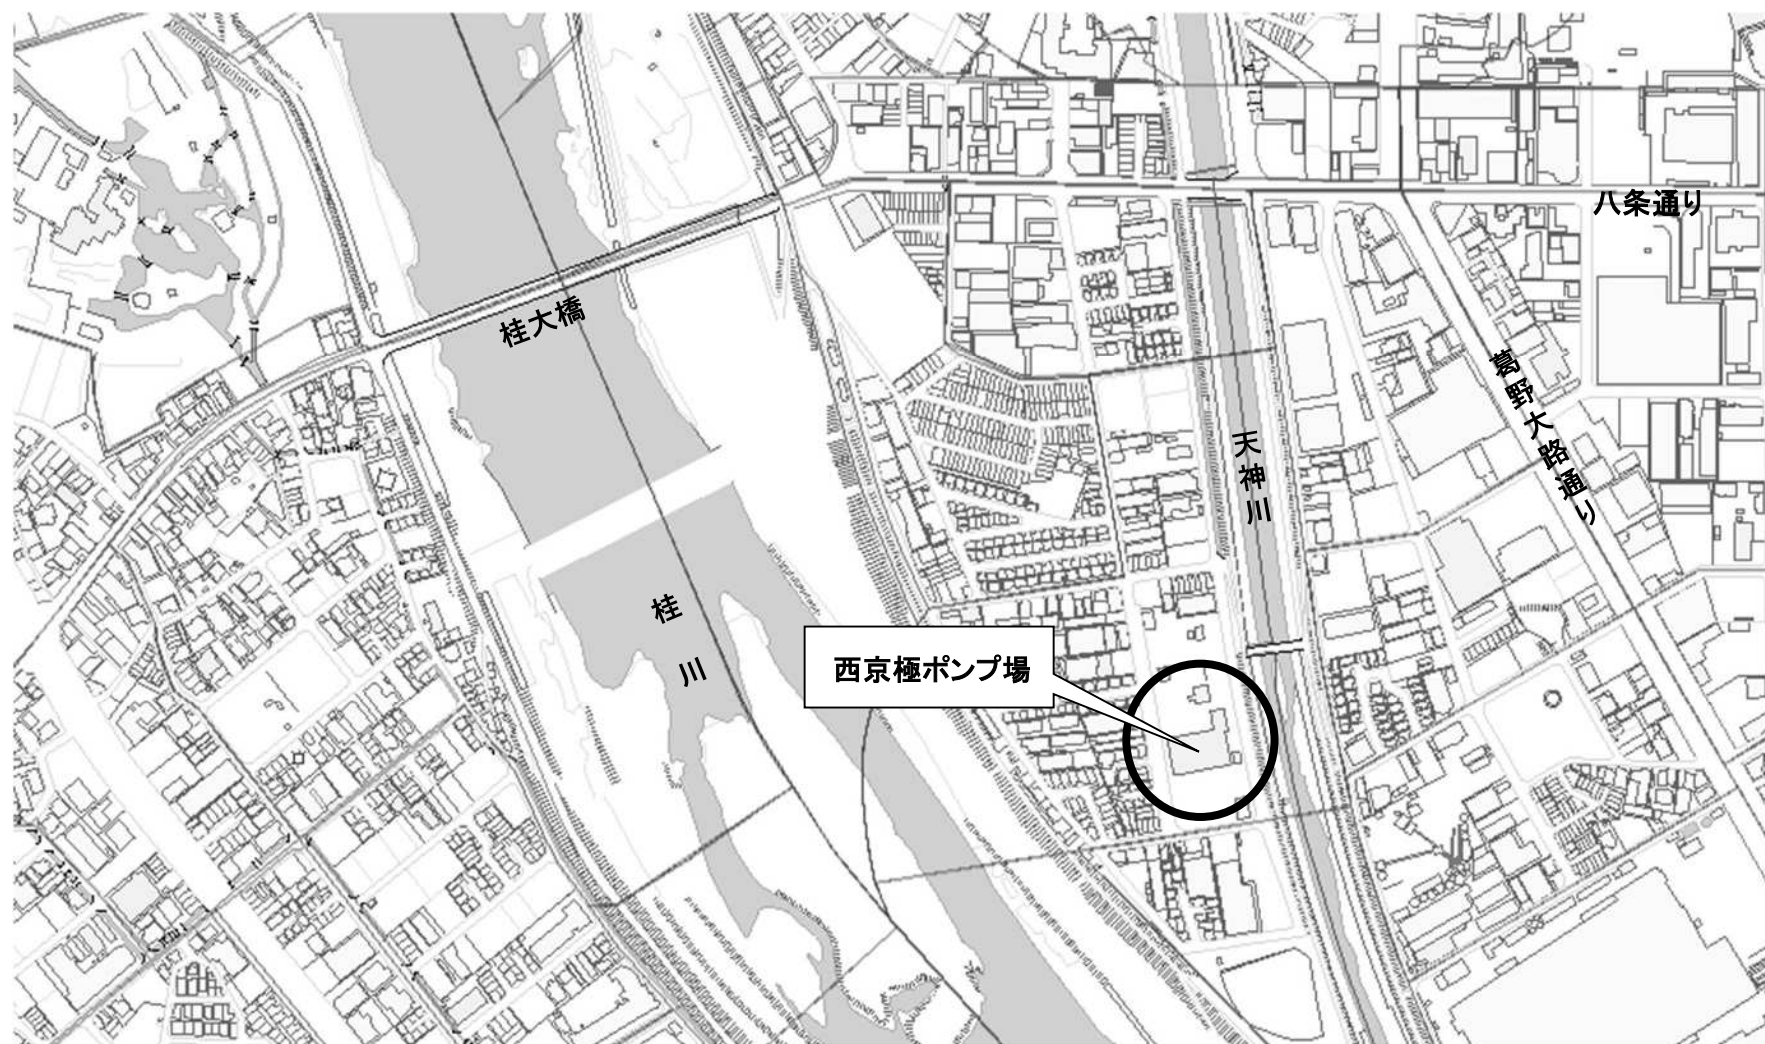 八条通り
桂大橋
葛野大路通り
天神川
桂川
西京極ポンプ場